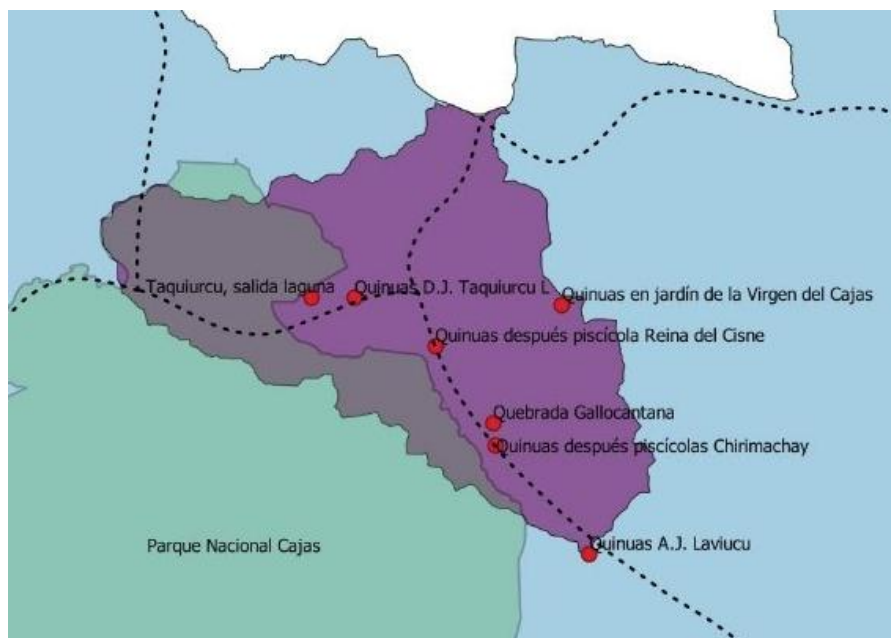 Taquiurcu, salida laguna
Quinuas D.J. Taquiurcu L
Quinuas en jardín de la Virgen del Cajas
Quinuas después piscícola Reina del Cisne
Quebrada Gallocantana
Quinuas después piscícolas Chirimachay
Quinuas A.J. Laviucu
Parque Nacional Cajas